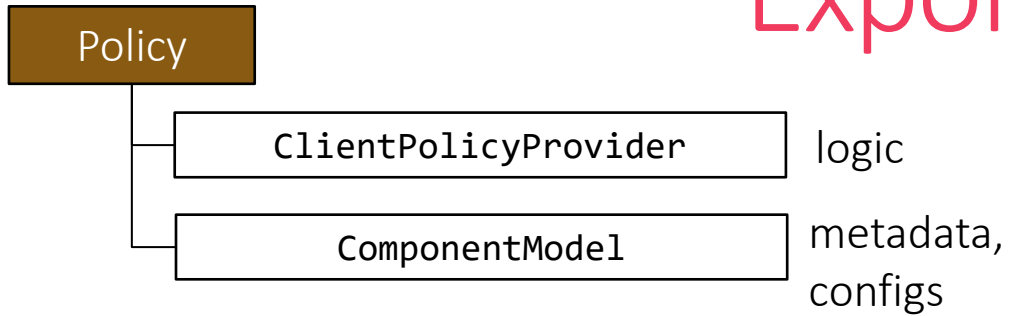 Policy
ClientPolicyProvider
logic
ComponentModel
metadata,
configs